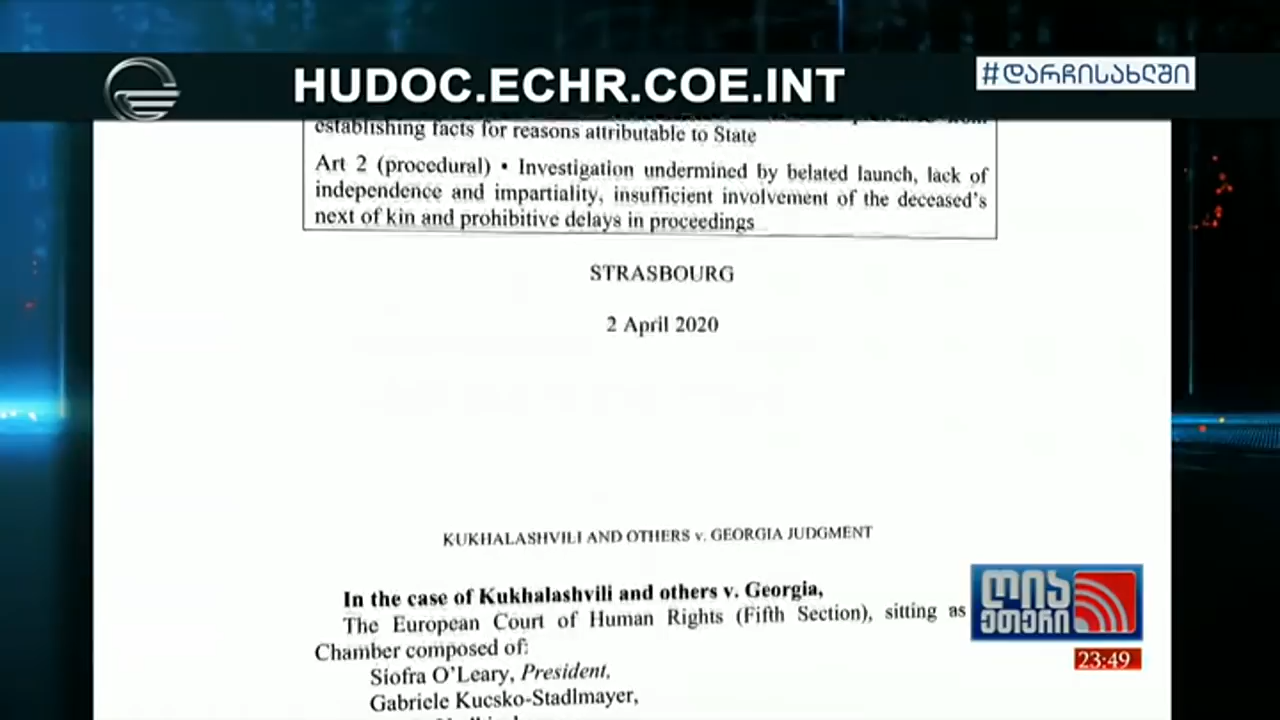 HUDOC.ECHR.COE.INT
#ᲓᲐᲠᲩᲘᲡᲐᲮᲚᲨᲘ
establishing facts for reasons attributable to State
Art 2 (procedural) • Investigation undermined by belated launch, lack of
independence and impartiality, insufficient involvement of the deceased's
next of kin and prohibitive delays in proceedings
STRASBOURG
2 April 2020
KUKHALASHVILI AND OTHERS v. GEORGIA JUDGMENT
In the case of Kukhalashvili and others v. Georgia,
The European Court of Human Rights (Fifth Section), sitting as
Chamber composed of:
Síofra O'Leary, President,
Gabriele Kucsko-Stadlmayer,
ღია
ეთერი
23:49